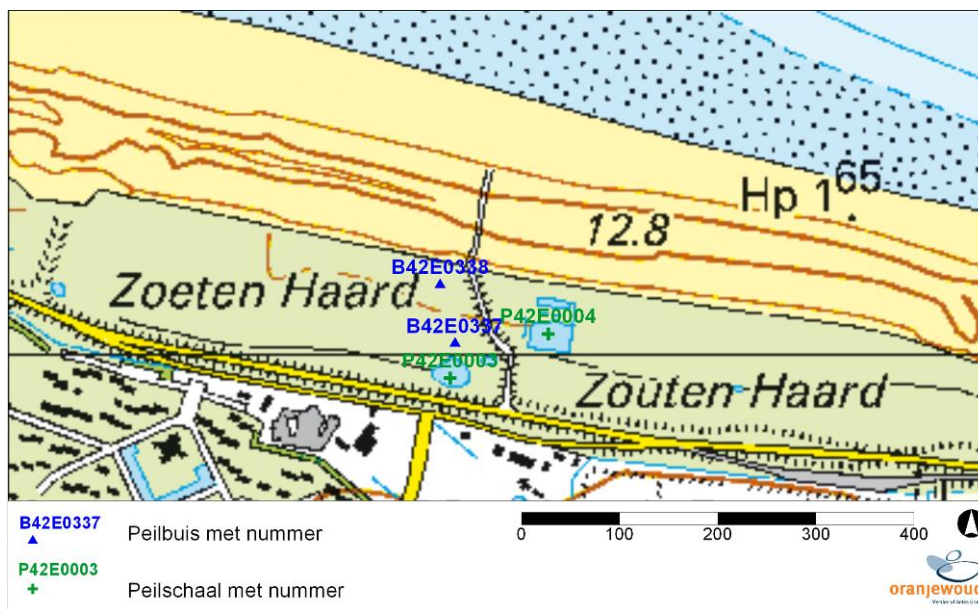 Hp 1 65
12.8
B42E0338
Zoeten Haard
P42E0004
B42E0337
P42E0003
Zouten Haard
B42E0337
Peilbuis met nummer
0 100 200 300 400
P42E0003
Peilschaal met nummer
oranjewoud